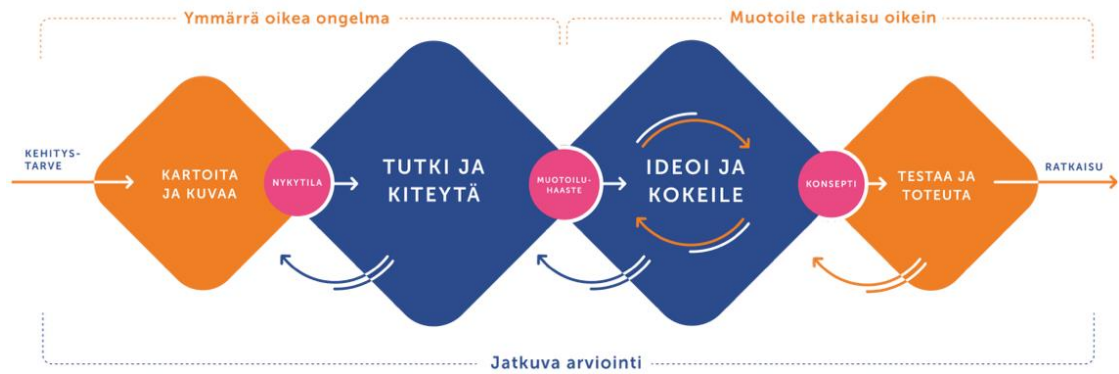 Ymmärrä oikea ongelma
Muotoile ratkaisu oikein
KEHITYS-
TARVE
KARTOITA
JA KUVAA
NYKYTILA
TUTKI JA
KITEYTÄ
MUOTOILU-
HAASTE
IDEOI JA
KOKEILE
KONSEPTI
TESTAA JA
TOTEUTA
RATKAISU
Jatkuva arviointi